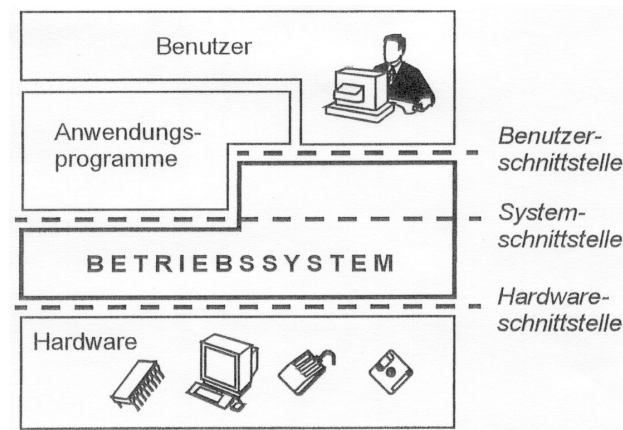 Benutzer
Anwendungs-
programme
Benutzer-
schnittstelle
System-
schnittstelle
BETRIEBSSYSTEM
Hardware-
schnittstelle
Hardware